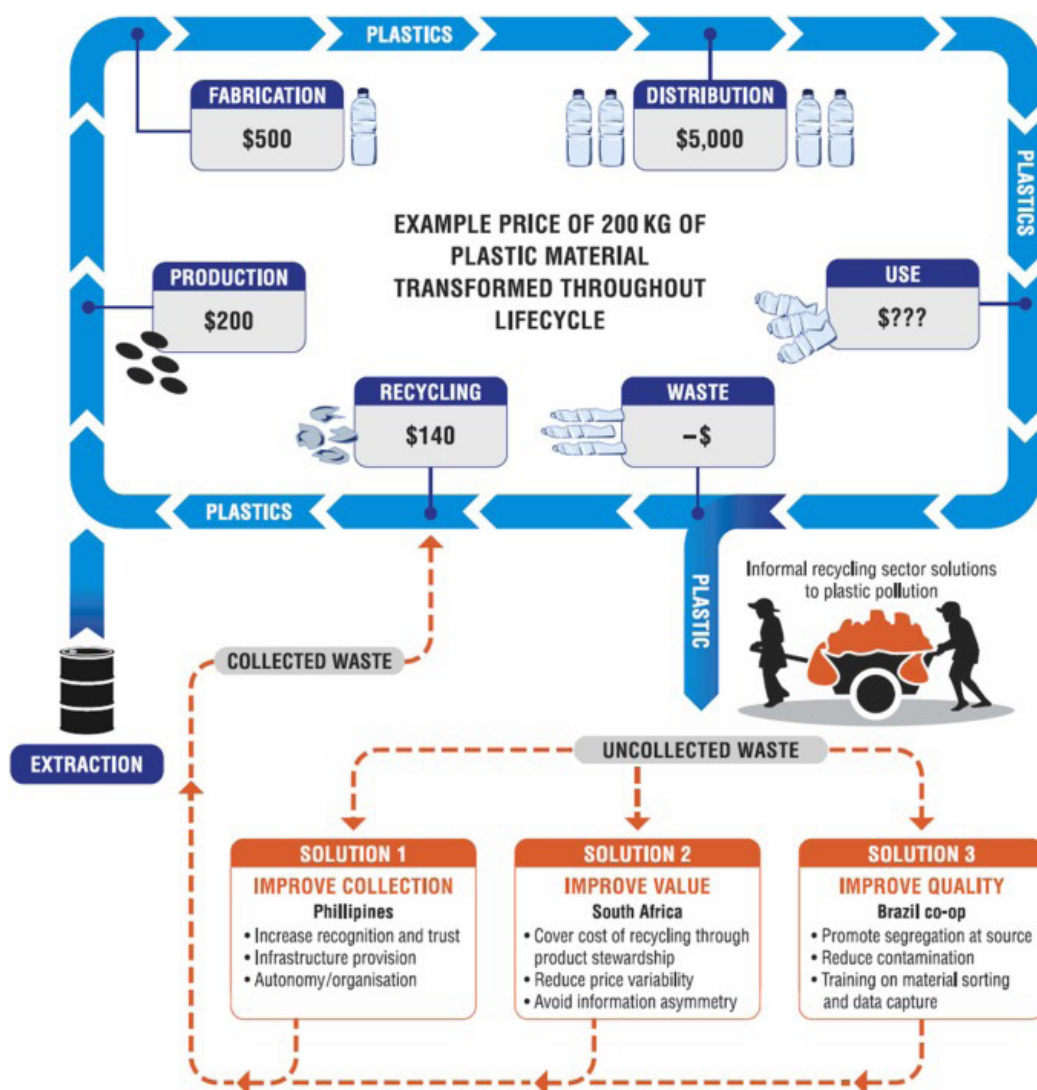 PLASTICS
FABRICATION
$500
DISTRIBUTION
$5,000
PLASTICS
EXAMPLE PRICE OF 200 KG OF
PLASTIC MATERIAL
TRANSFORMED THROUGHOUT
LIFECYCLE
PRODUCTION
$200
USE
$???
RECYCLING
$140
WASTE
–$
PLASTICS
PLASTIC
Informal recycling sector solutions
to plastic pollution
COLLECTED WASTE
EXTRACTION
UNCOLLECTED WASTE
SOLUTION 1
IMPROVE COLLECTION
Phillipines
• Increase recognition and trust
• Infrastructure provision
• Autonomy/organisation
SOLUTION 2
IMPROVE VALUE
South Africa
• Cover cost of recycling through
product stewardship
• Reduce price variability
• Avoid information asymmetry
SOLUTION 3
IMPROVE QUALITY
Brazil co-op
• Promote segregation at source
• Reduce contamination
• Training on material sorting
and data capture